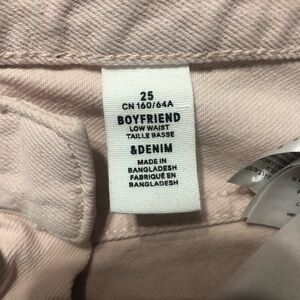 25
CN 160/64A
BOYFRIEND
LOW WAIST
TAILLE BASSE
&DENIM
MADE IN
BANGLADESH
FABRIQUÉ EN
BANGLADESH